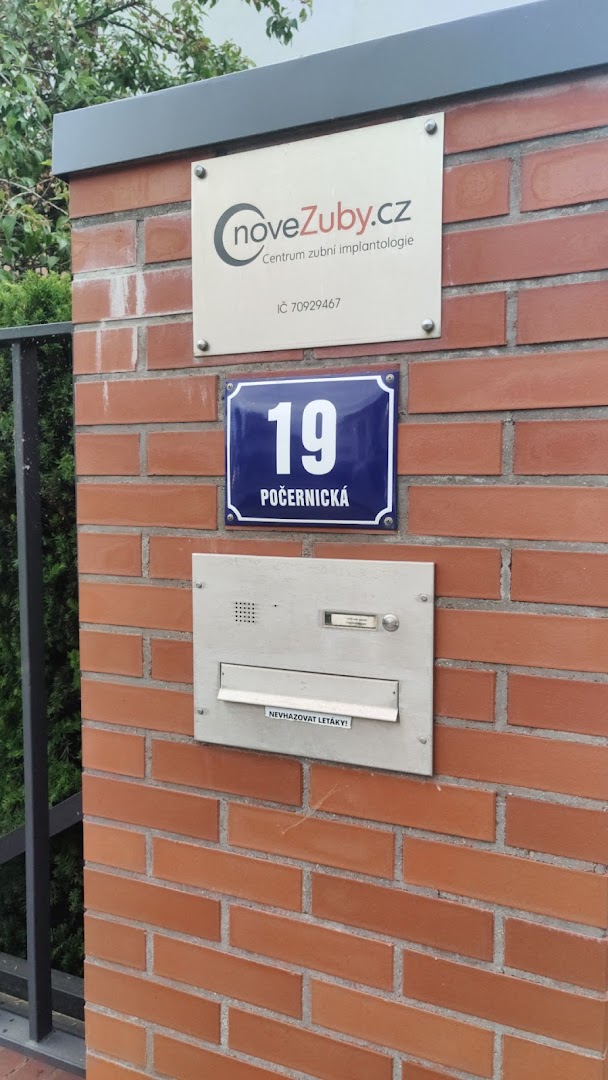 noveZuby.cz
Centrum zubní implantologie
IČ 70929467
19
POČERNICKÁ
NEVHAZOVAT LETÁKY!